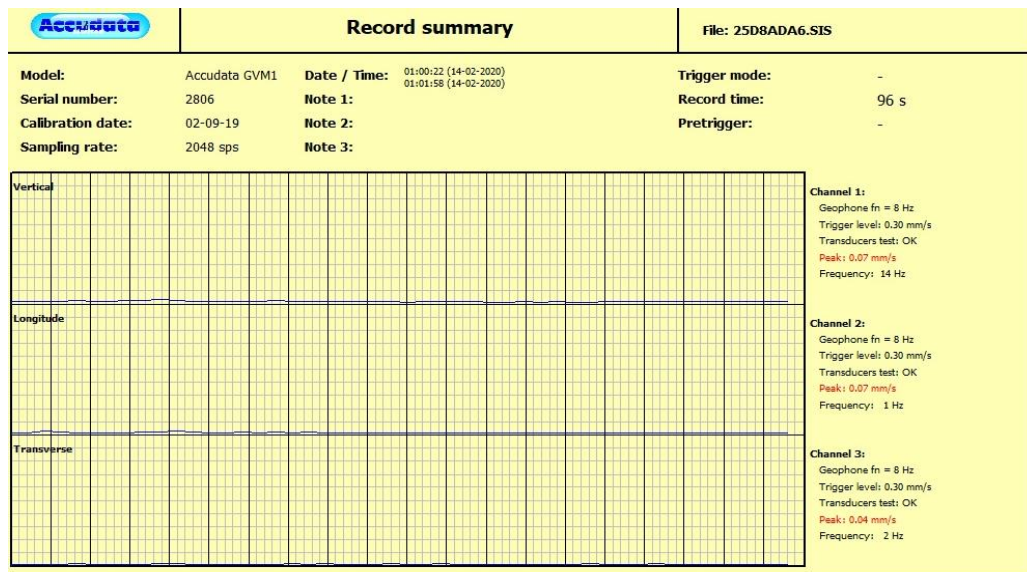 Accudata
Record summary
File: 25D8ADA6.SIS
Model: Accudata GVM1
Date / Time: 01:00:22 (14-02-2020)
01:01:58 (14-02-2020)
Trigger mode: -
Serial number: 2806
Note 1:
Record time: 96 s
Calibration date: 02-09-19
Note 2:
Pretrigger: -
Sampling rate: 2048 sps
Note 3:
Vertical
Channel 1:
Geophone fn = 8 Hz
Trigger level: 0.30 mm/s
Transducers test: OK
Peak: 0.07 mm/s
Frequency: 14 Hz
Longitude
Channel 2:
Geophone fn = 8 Hz
Trigger level: 0.30 mm/s
Transducers test: OK
Peak: 0.07 mm/s
Frequency: 1 Hz
Transverse
Channel 3:
Geophone fn = 8 Hz
Trigger level: 0.30 mm/s
Transducers test: OK
Peak: 0.04 mm/s
Frequency: 2 Hz